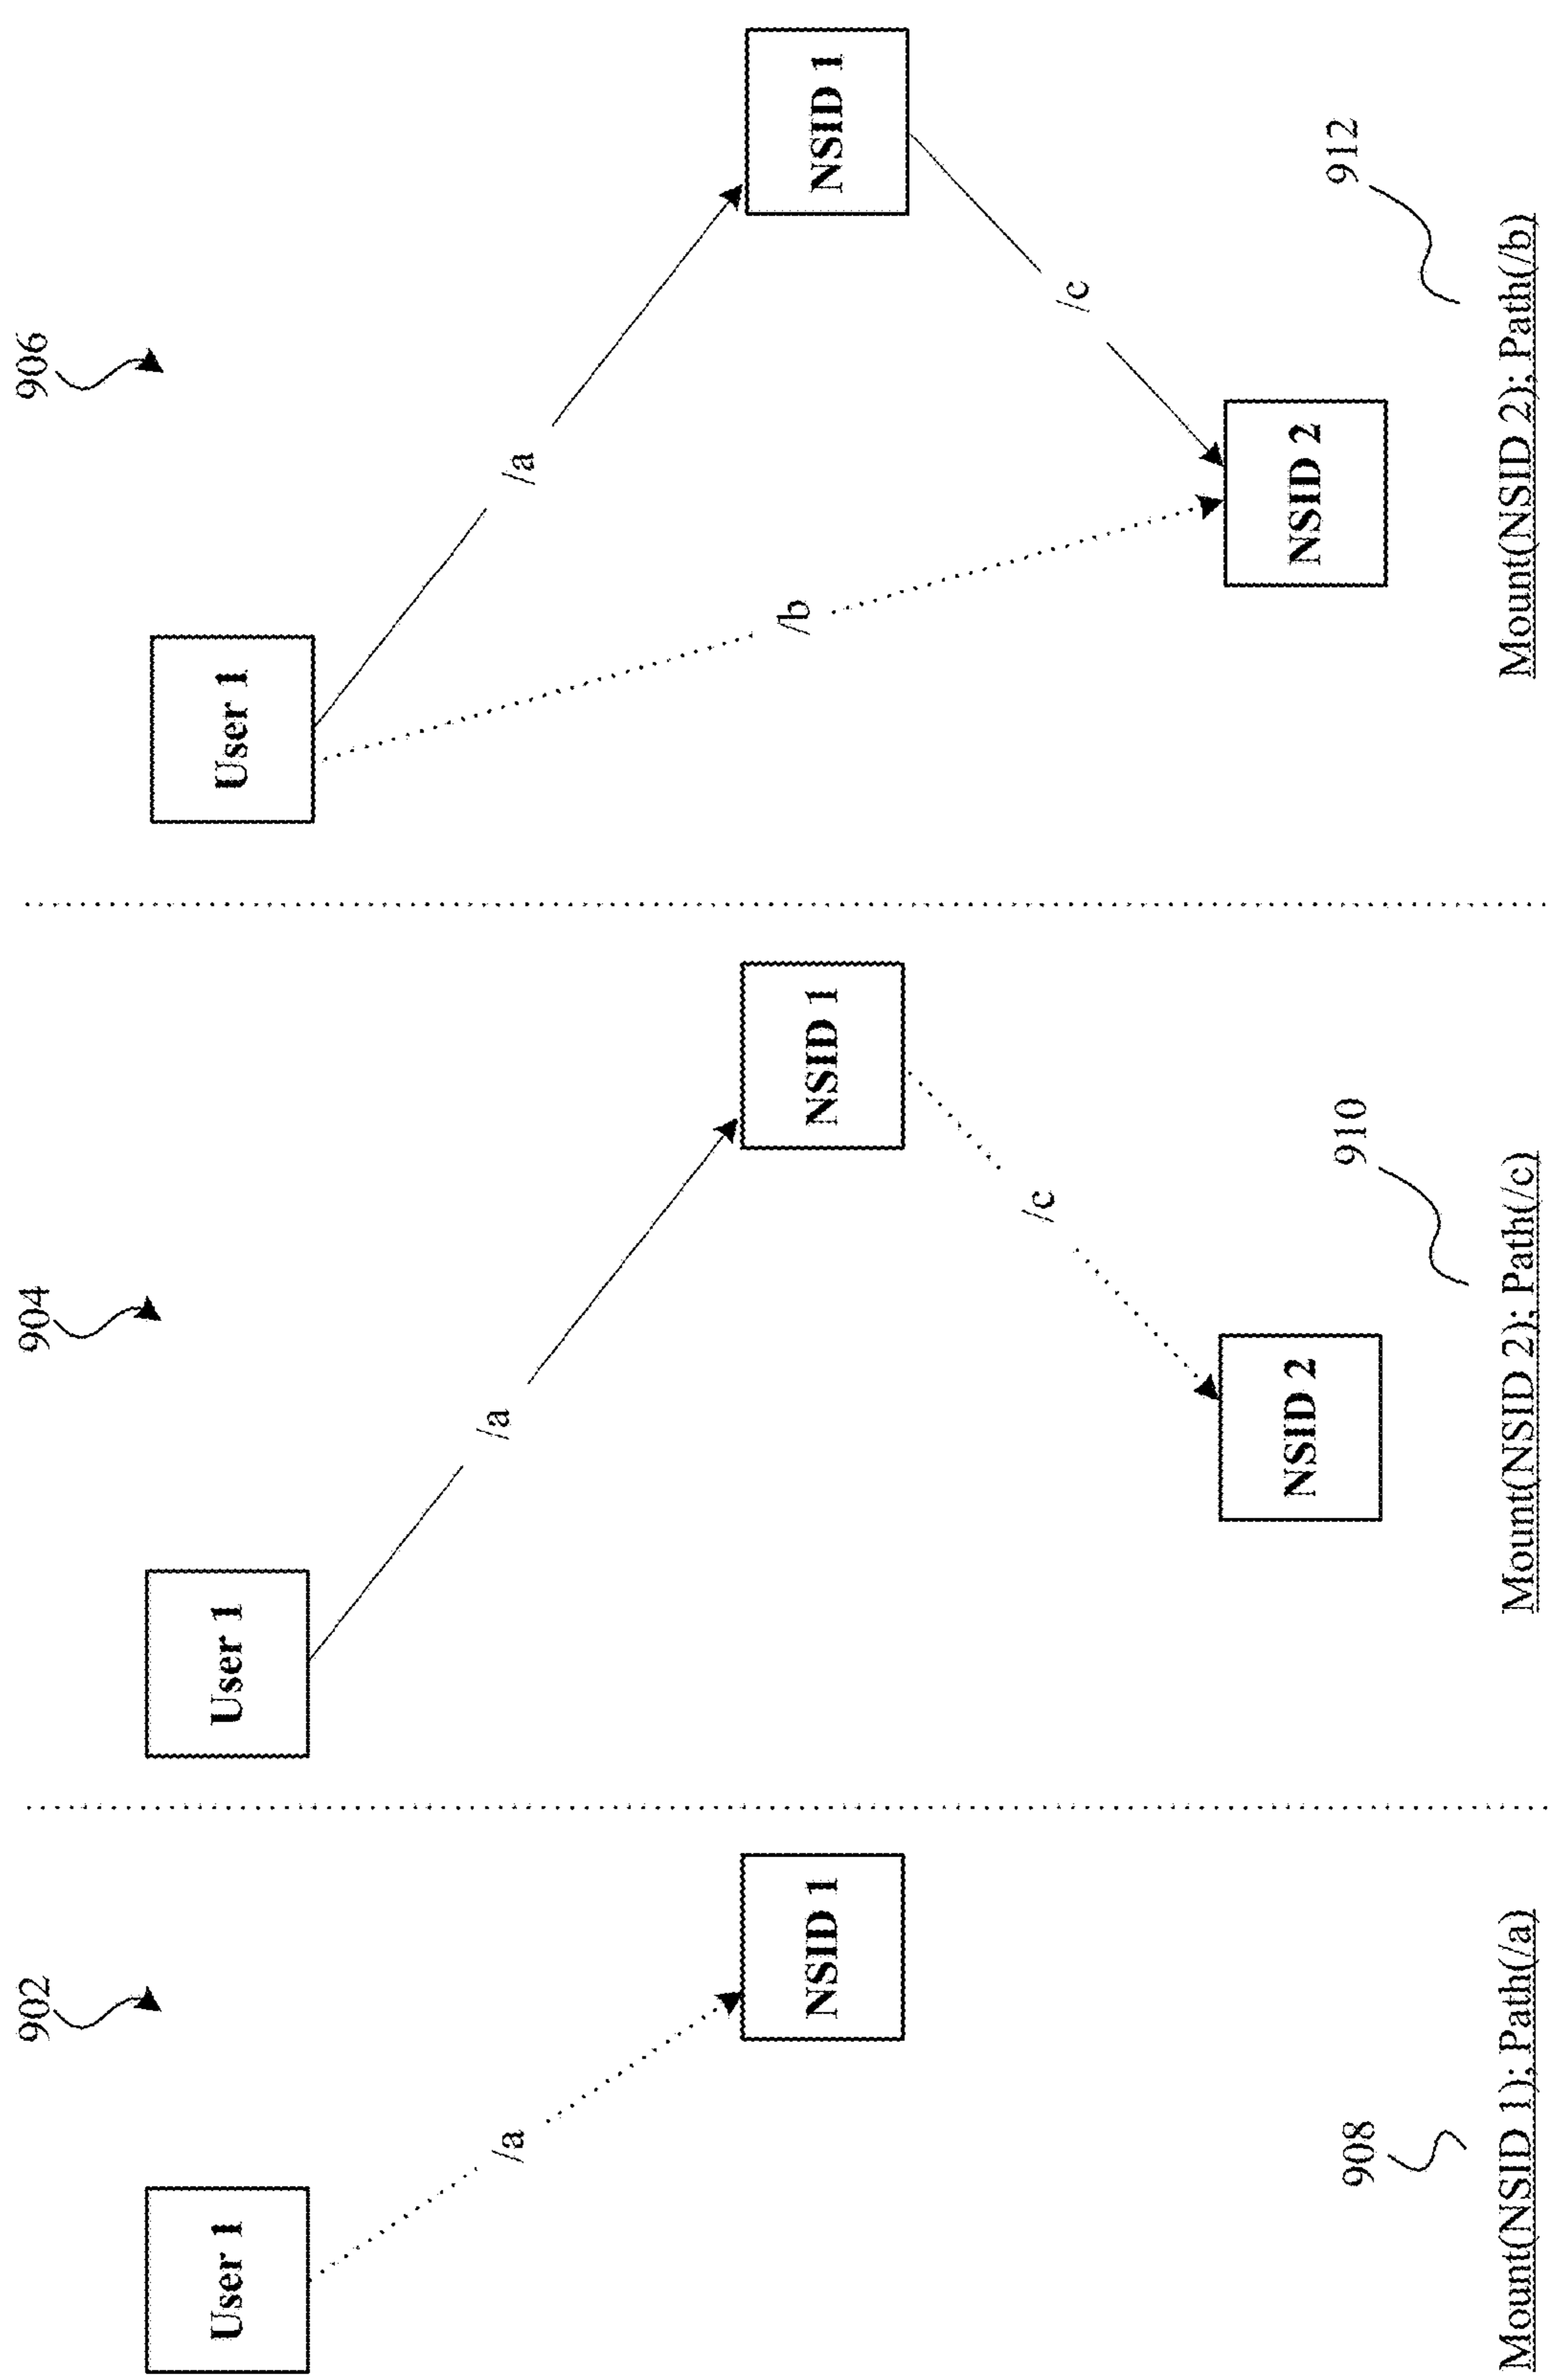 902
User 1
/a
NSID 1
908
Mount(NSID 1); Path(/a)
904
User 1
/a
NSID 1
/c
NSID 2
910
Mount(NSID 2); Path(/c)
906
User 1
/a
NSID 1
/b
/c
NSID 2
912
Mount(NSID 2); Path(/b)